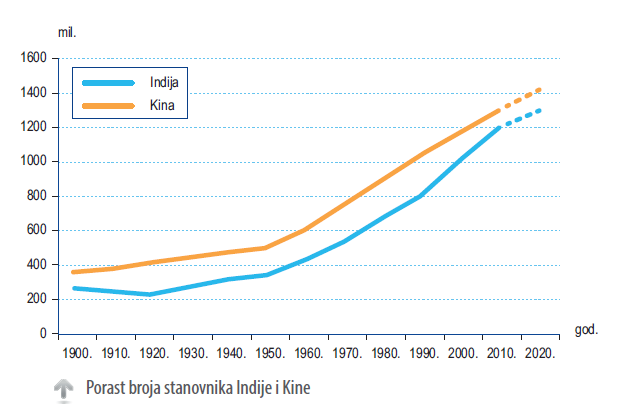 mil.
1600
Indija
1400
Kina
1200
1000
800
600
400
200
0
god.
1900. 1910. 1920. 1930. 1940. 1950. 1960. 1970. 1980. 1990. 2000. 2010. 2020.
Porast broja stanovnika Indije i Kine